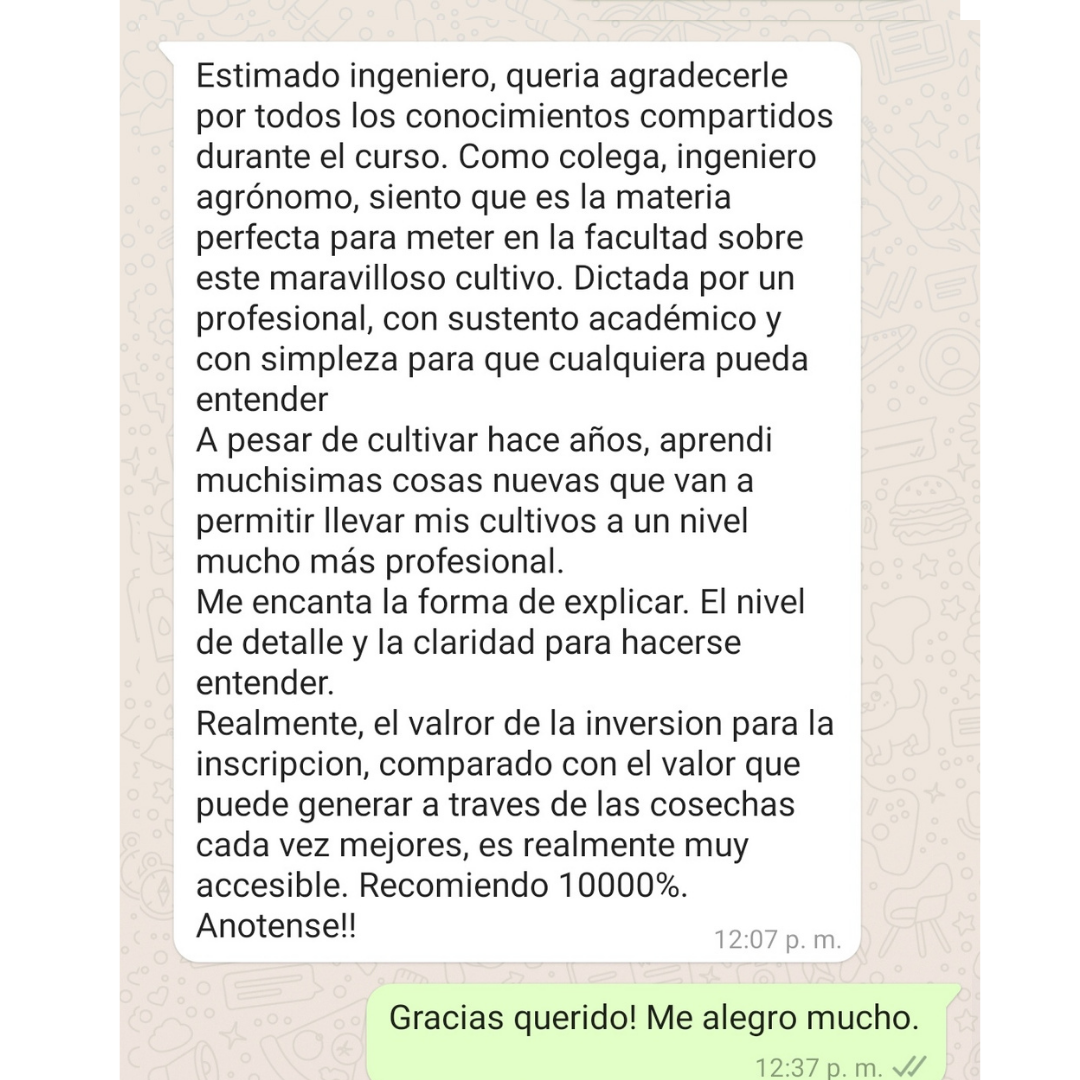 Estimado ingeniero, queria agradecerle
por todos los conocimientos compartidos
durante el curso. Como colega, ingeniero
agrónomo, siento que es la materia
perfecta para meter en la facultad sobre
este maravilloso cultivo. Dictada por un
profesional, con sustento académico y
con simpleza para que cualquiera pueda
entender
A pesar de cultivar hace años, aprendi
muchisimas cosas nuevas que van a
permitir llevar mis cultivos a un nivel
mucho más profesional.
Me encanta la forma de explicar. El nivel
de detalle y la claridad para hacerse
entender.
Realmente, el valror de la inversion para la
inscripcion, comparado con el valor que
puede generar a traves de las cosechas
cada vez mejores, es realmente muy
accesible. Recomiendo 10000%.
Anotense!!
12:07 p. m.
Gracias querido! Me alegro mucho.
12:37 p. m.